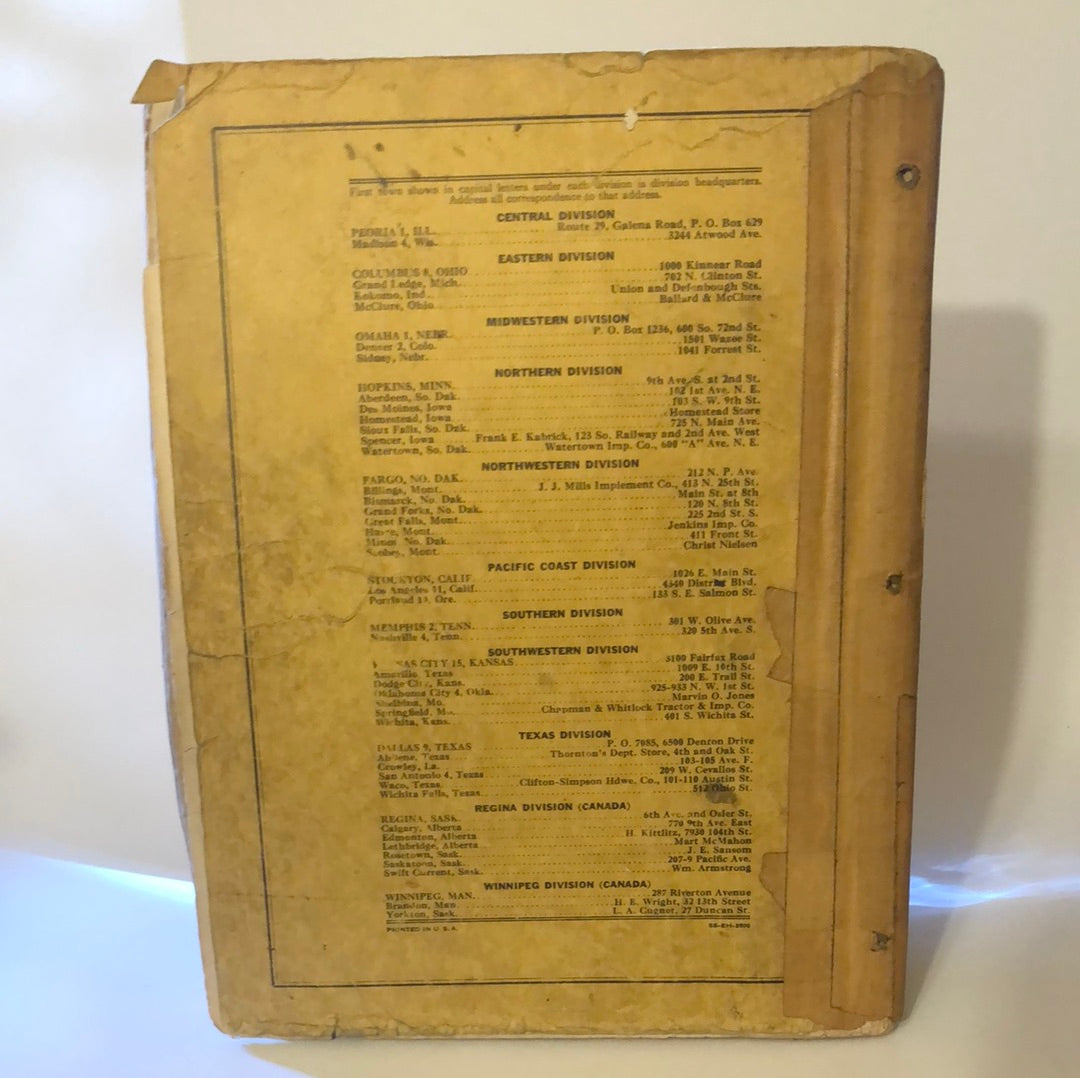 First town shown in capital letters under each division is division headquarters.
Address all correspondence to that address.
CENTRAL DIVISION
PEORIA 1, ILL. Route 29, Galena Road, P. O. Box 629
Madison 4, Wis. 3244 Atwood Ave.
EASTERN DIVISION
COLUMBUS 8, OHIO 1000 Kinnear Road
Grand Ledge, Mich. 702 N. Clinton St.
Kokomo, Ind. Union and Defenbough Sts.
McClure, Ohio Ballard & McClure
MIDWESTERN DIVISION
OMAHA 1, NEBR. P. O. Box 1236, 600 So. 72nd St.
Denver 2, Colo. 1501 Wazee St.
Sidney, Nebr. 1041 Forrest St.
NORTHERN DIVISION
HOPKINS, MINN. 9th Ave. S. at 2nd St.
Aberdeen, So. Dak. 102 1st Ave. N. E.
Des Moines, Iowa 103 S. W. 9th St.
Homestead, Iowa Homestead Store
Sioux Falls, So. Dak. 725 N. Main Ave.
Spencer, Iowa Frank E. Kabrick, 123 So. Railway and 2nd Ave. West
Watertown, So. Dak. Watertown Imp. Co., 600 "A" Ave. N. E.
NORTHWESTERN DIVISION
FARGO, NO. DAK. 212 N. P. Ave.
Billings, Mont. J. J. Mills Implement Co., 413 N. 25th St.
Bismarck, No. Dak. Main St. at 8th
Grand Forks, No. Dak. 120 N. 8th St.
Great Falls, Mont. 225 2nd St. S.
Havre, Mont. Jenkins Imp. Co.
Minot, No. Dak. 411 Front St.
Scobey, Mont. Christ Nielsen
PACIFIC COAST DIVISION
STOCKTON, CALIF. 1026 E. Main St.
Los Angeles 11, Calif. 4540 District Blvd.
Portland 14, Ore. 133 S. E. Salmon St.
SOUTHERN DIVISION
MEMPHIS 2, TENN. 301 W. Olive Ave.
Nashville 4, Tenn. 320 5th Ave. S.
SOUTHWESTERN DIVISION
NAS CITY 15, KANSAS 3100 Fairfax Road
Amarillo, Texas 1009 E. 10th St.
Dodge City, Kans. 200 E. Trail St.
Oklahoma City 4, Okla. 925-933 N. W. 1st St.
Shelbina, Mo. Marvin O. Jones
Springfield, Mo. Chapman & Whitlock Tractor & Imp. Co.
Wichita, Kans. 401 S. Wichita St.
TEXAS DIVISION
DALLAS 9, TEXAS P. O. 7085, 6500 Denton Drive
Abilene, Texas Thornton's Dept. Store, 4th and Oak St.
Crowley, La. 103-105 Ave. F.
San Antonio 4, Texas 209 W. Cevallos St.
Waco, Texas Clifton-Simpson Hdwe. Co., 101-110 Austin St.
Wichita Falls, Texas 512 Ohio St.
REGINA DIVISION (CANADA)
REGINA, SASK. 6th Ave. and Osler St.
Calgary, Alberta 770 9th Ave. East
Edmonton, Alberta H. Kittlitz, 7930 104th St.
Lethbridge, Alberta Mart McMahon
Rosetown, Sask. J. E. Sansom
Saskatoon, Sask. 207-9 Pacific Ave.
Swift Current, Sask. Wm. Armstrong
WINNIPEG DIVISION (CANADA)
WINNIPEG, MAN. 287 Riverton Avenue
Brandon, Man. H. E. Wright, 32 13th Street
Yorkton, Sask. L. A. Cugnet, 27 Duncan St.
PRINTED IN U. S. A.